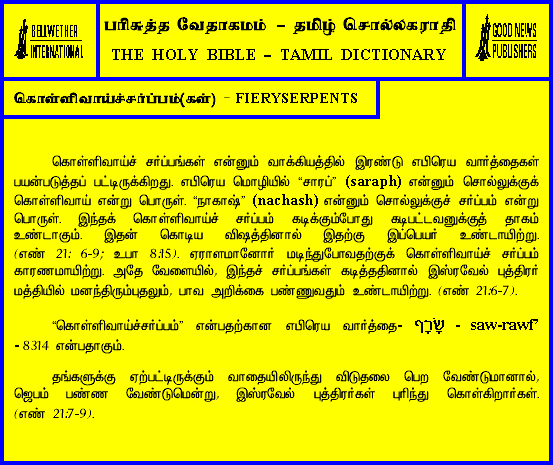 BELLWETHER
INTERNATIONAL
பரிசுத்த வேதாகமம் – தமிழ் சொல்லகராதி
THE HOLY BIBLE – TAMIL DICTIONARY
GOOD NEWS
PUBLISHERS
கொள்ளிவாய்ச்சர்ப்பம்(கள்) – FIERYSERPENTS
கொள்ளிவாய்ச் சர்ப்பங்கள் என்னும் வாக்கியத்தில் இரண்டு எபிரெய வார்த்தைகள்
பயன்படுத்தப் பட்டிருக்கிறது. எபிரெய மொழியில் “சாரப்” (saraph) என்னும் சொல்லுக்குக்
கொள்ளிவாய் என்று பொருள். “நாகாஷ்” (nachash) என்னும் சொல்லுக்குச் சர்ப்பம் என்று
பொருள். இந்தக் கொள்ளிவாய்ச் சர்ப்பம் கடிக்கும்போது கடிபட்டவனுக்குத் தாகம்
உண்டாகும். இதன் கொடிய விஷத்தினால் இதற்கு இப்பெயர் உண்டாயிற்று.
(எண் 21: 6-9; உபா 8:15). ஏராளமானோர் மடிந்துபோவதற்குக் கொள்ளிவாய்ச் சர்ப்பம்
காரணமாயிற்று. அதே வேளையில், இந்தச் சர்ப்பங்கள் கடித்ததினால் இஸ்ரவேல் புத்திரர்
மத்தியில் மனந்திரும்புதலும், பாவ அறிக்கை பண்ணுவதும் உண்டாயிற்று. (எண் 21:6-7).
“கொள்ளிவாய்ச்சர்ப்பம்” என்பதற்கான எபிரெய வார்த்தை- שָׂרָף - saw-rawf’
- 8314 என்பதாகும்.
தங்களுக்கு ஏற்பட்டிருக்கும் வாதையிலிருந்து விடுதலை பெற வேண்டுமானால்,
ஜெபம் பண்ண வேண்டுமென்று, இஸ்ரவேல் புத்திரர்கள் புரிந்து கொள்கிறார்கள்.
(எண் 21:7-9).